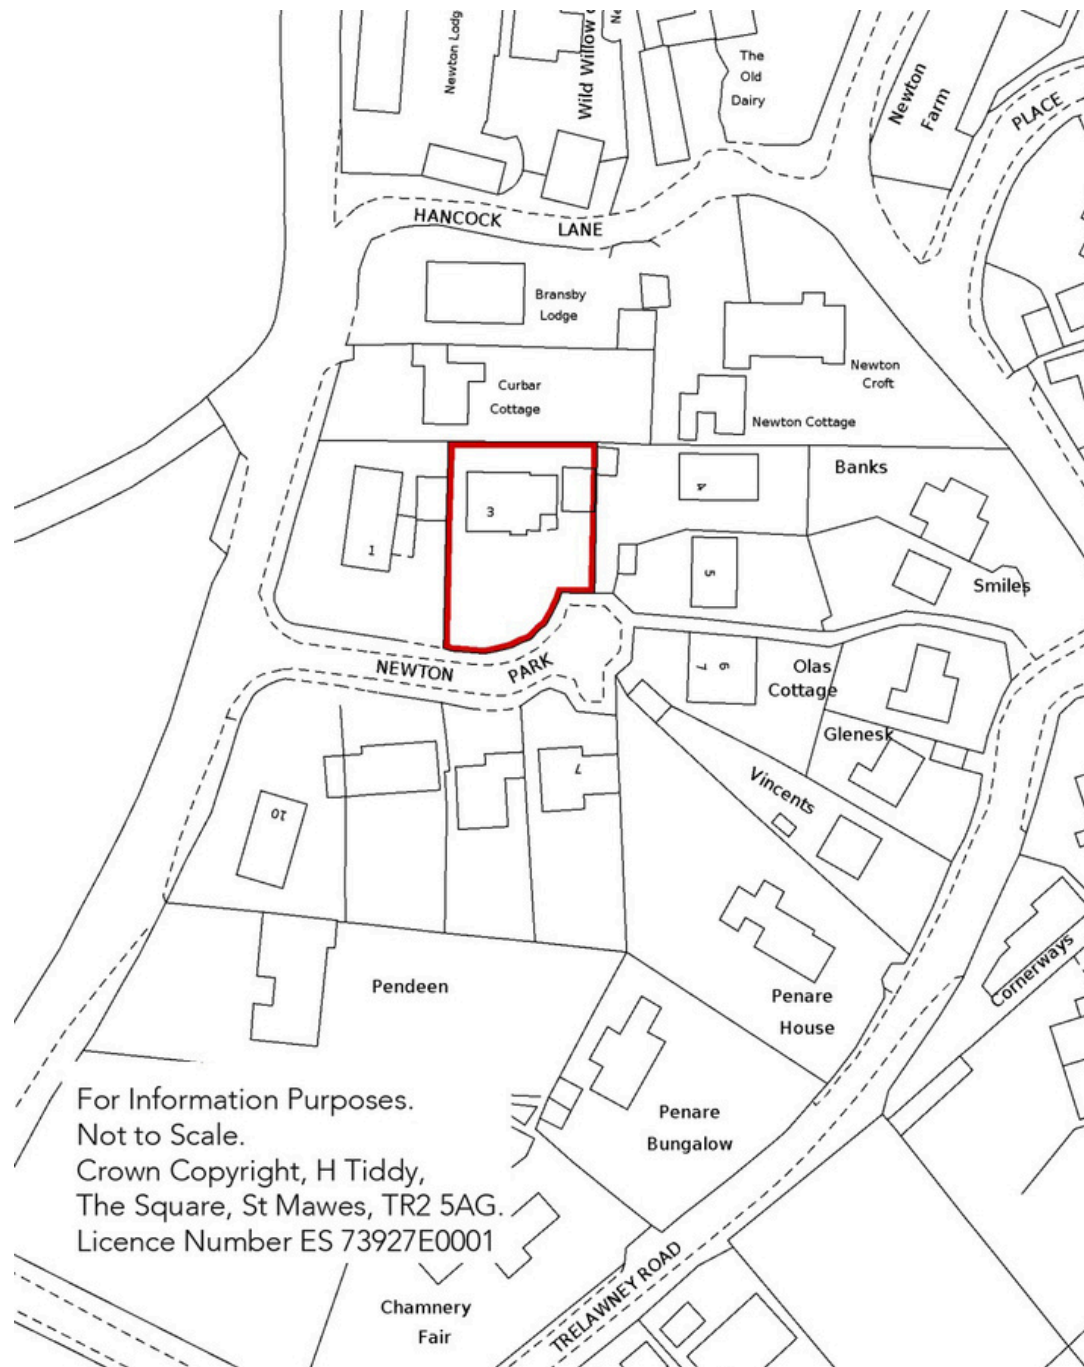 Newton Lodg
Wild Willow
Ne
The
Old
Dairy
Newton
Farm
PLACE
HANCOCK LANE
Bransby
Lodge
Newton
Croft
Curbar
Cottage
Newton Cottage
Banks
4
3
1
5
Smiles
NEWTON PARK
7
6
Olas
Cottage
Glenesk
Vincents
7
10
Cornerways
Pendeen
Penare
House
For Information Purposes.
Not to Scale.
Crown Copyright, H Tiddy,
The Square, St Mawes, TR2 5AG.
Licence Number ES 73927E0001
Penare
Bungalow
TRELAWNEY ROAD
Chamnery
Fair